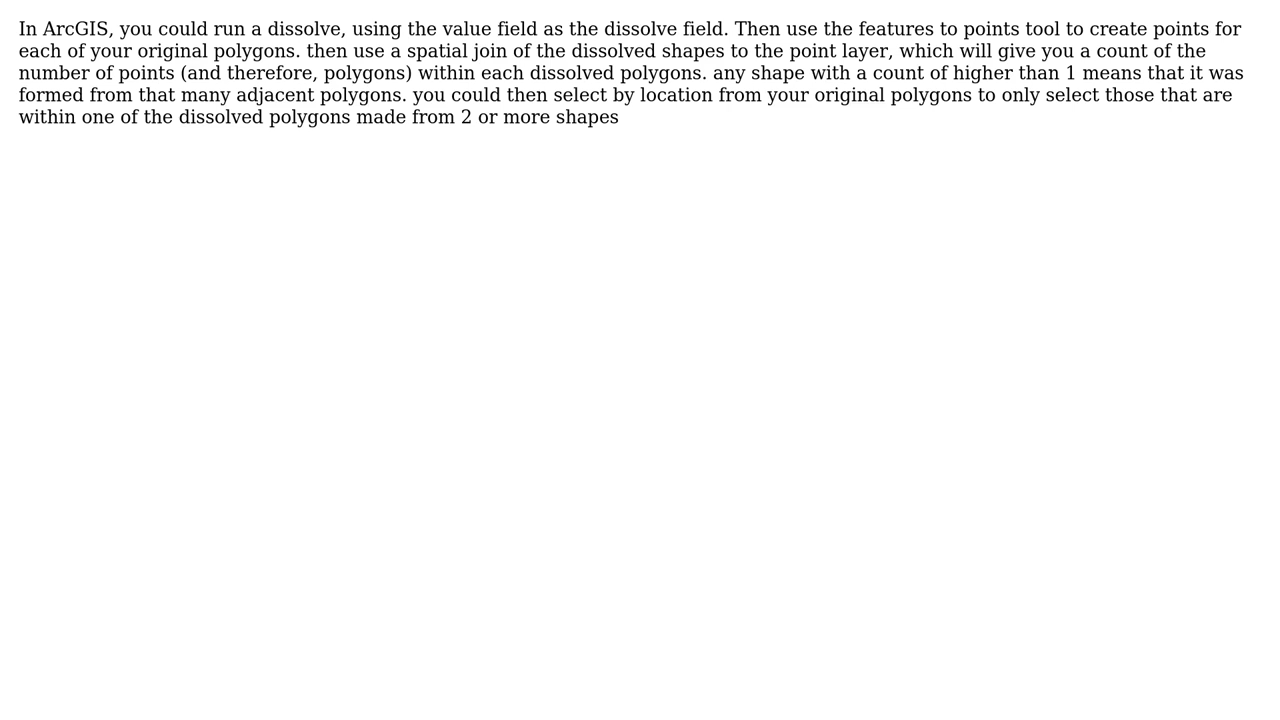 In ArcGIS, you could run a dissolve, using the value field as the dissolve field. Then use the features to points tool to create points for
each of your original polygons. then use a spatial join of the dissolved shapes to the point layer, which will give you a count of the
number of points (and therefore, polygons) within each dissolved polygons. any shape with a count of higher than 1 means that it was
formed from that many adjacent polygons. you could then select by location from your original polygons to only select those that are
within one of the dissolved polygons made from 2 or more shapes